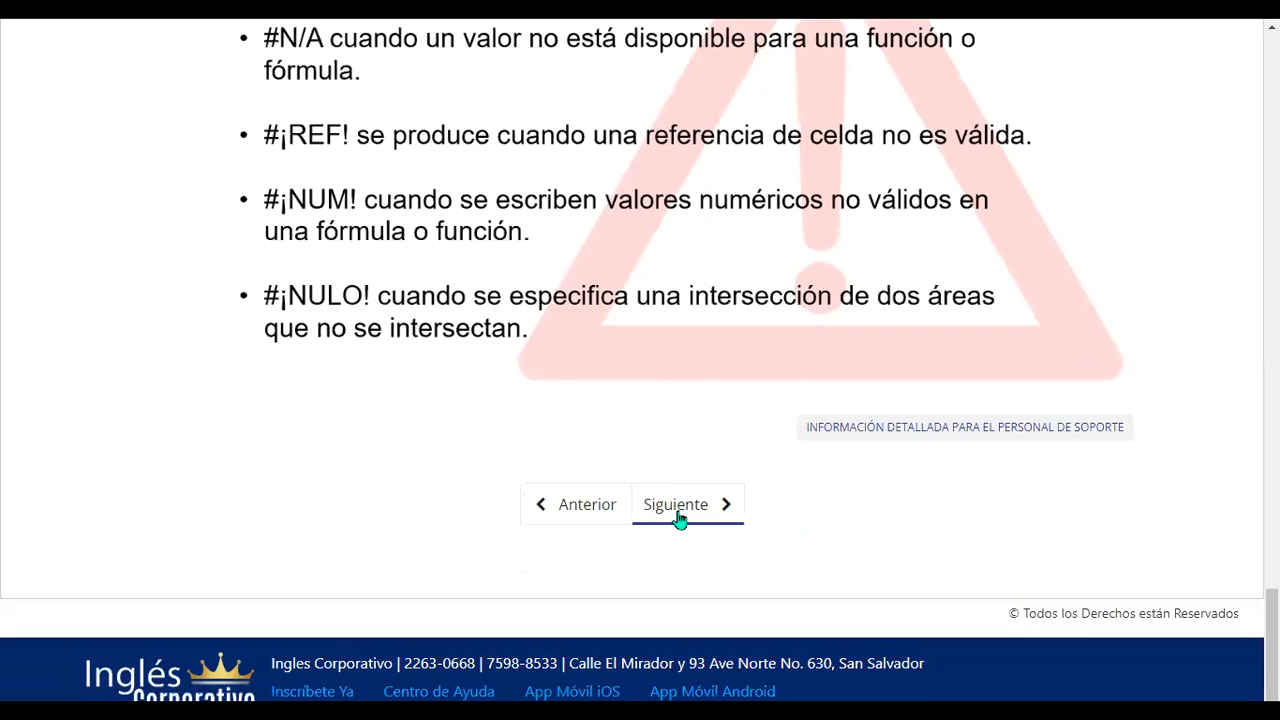 • #N/A cuando un valor no está disponible para una función o
fórmula.
• #¡REF! se produce cuando una referencia de celda no es válida.
• #¡NUM! cuando se escriben valores numéricos no válidos en
una fórmula o función.
• #¡NULO! cuando se especifica una intersección de dos áreas
que no se intersectan.
INFORMACIÓN DETALLADA PARA EL PERSONAL DE SOPORTE
Anterior Siguiente
© Todos los Derechos están Reservados
Inglés
Corporativo
Ingles Corporativo | 2263-0668 | 7598-8533 | Calle El Mirador y 93 Ave Norte No. 630, San Salvador
Inscríbete Ya Centro de Ayuda App Móvil iOS App Móvil Android